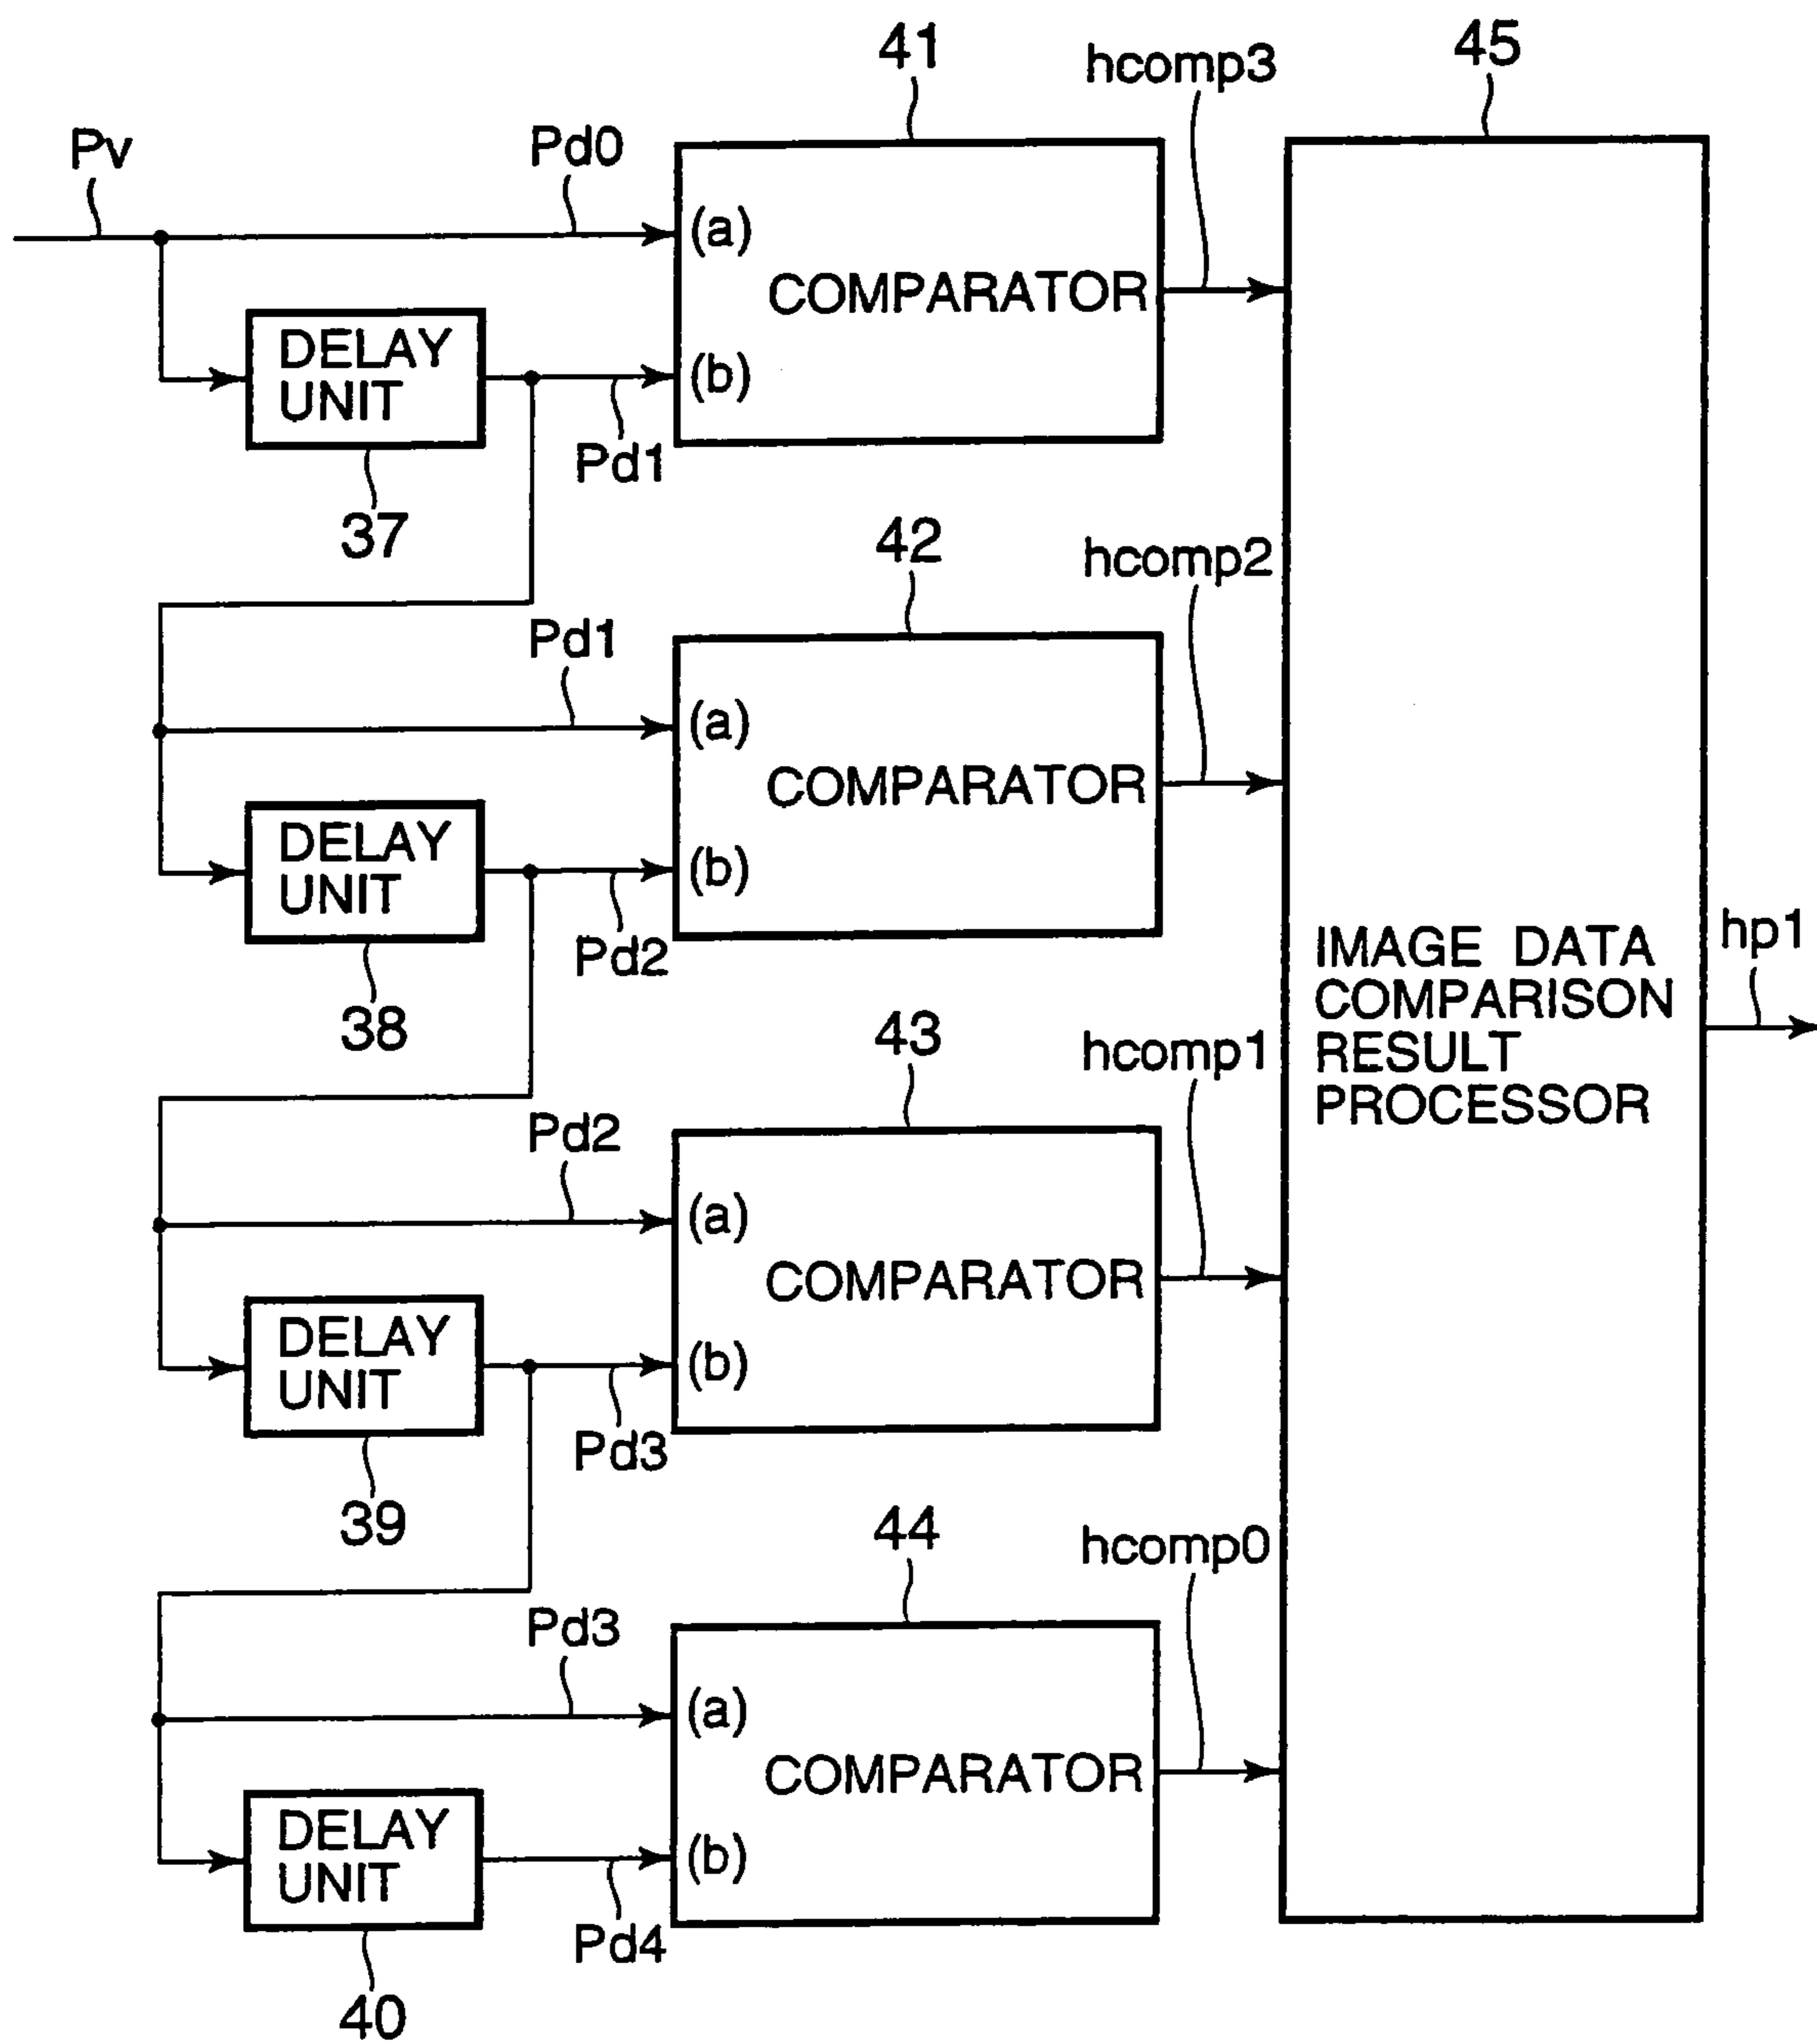 41
hcomp3
45
Pv
Pd0
(a)
COMPARATOR
DELAY
UNIT
(b)
Pd1
37
42
hcomp2
Pd1
(a)
COMPARATOR
DELAY
UNIT
(b)
Pd2
38
IMAGE DATA
COMPARISON
RESULT
PROCESSOR
hp1
43
hcomp1
Pd2
(a)
COMPARATOR
DELAY
UNIT
(b)
Pd3
39
44
hcomp0
Pd3
(a)
COMPARATOR
DELAY
UNIT
(b)
Pd4
40